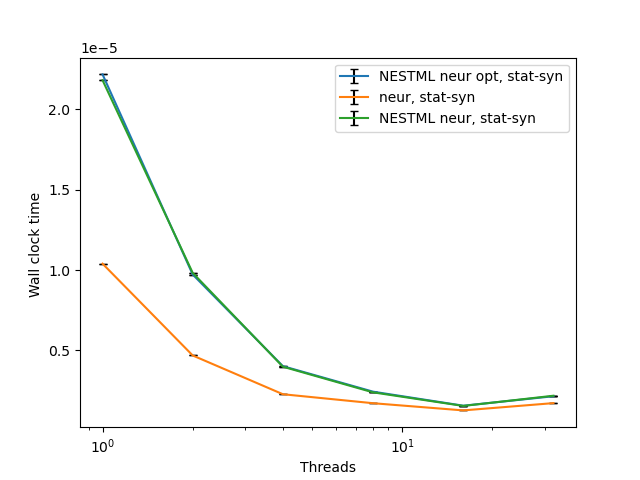 1e−5
NESTML neur opt, stat-syn
neur, stat-syn
NESTML neur, stat-syn
2.0
1.5
1.0
0.5
Wall clock time
10⁰
10¹
Threads